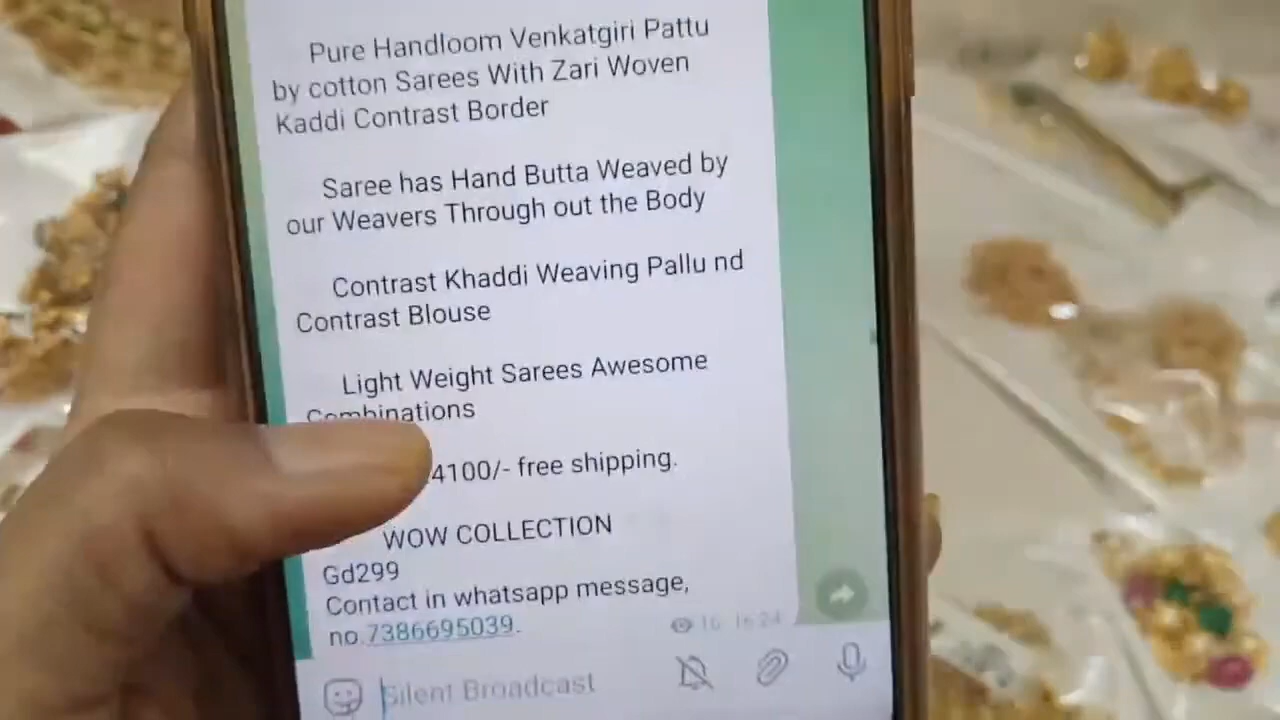 Pure Handloom Venkatgiri Pattu
by cotton Sarees With Zari Woven
Kaddi Contrast Border
Saree has Hand Butta Weaved by
our Weavers Through out the Body
Contrast Khaddi Weaving Pallu nd
Contrast Blouse
Light Weight Sarees Awesome
Combinations
4100/- free shipping.
WOW COLLECTION
Gd299
Contact in whatsapp message,
no.7386695039.
Silent Broadcast